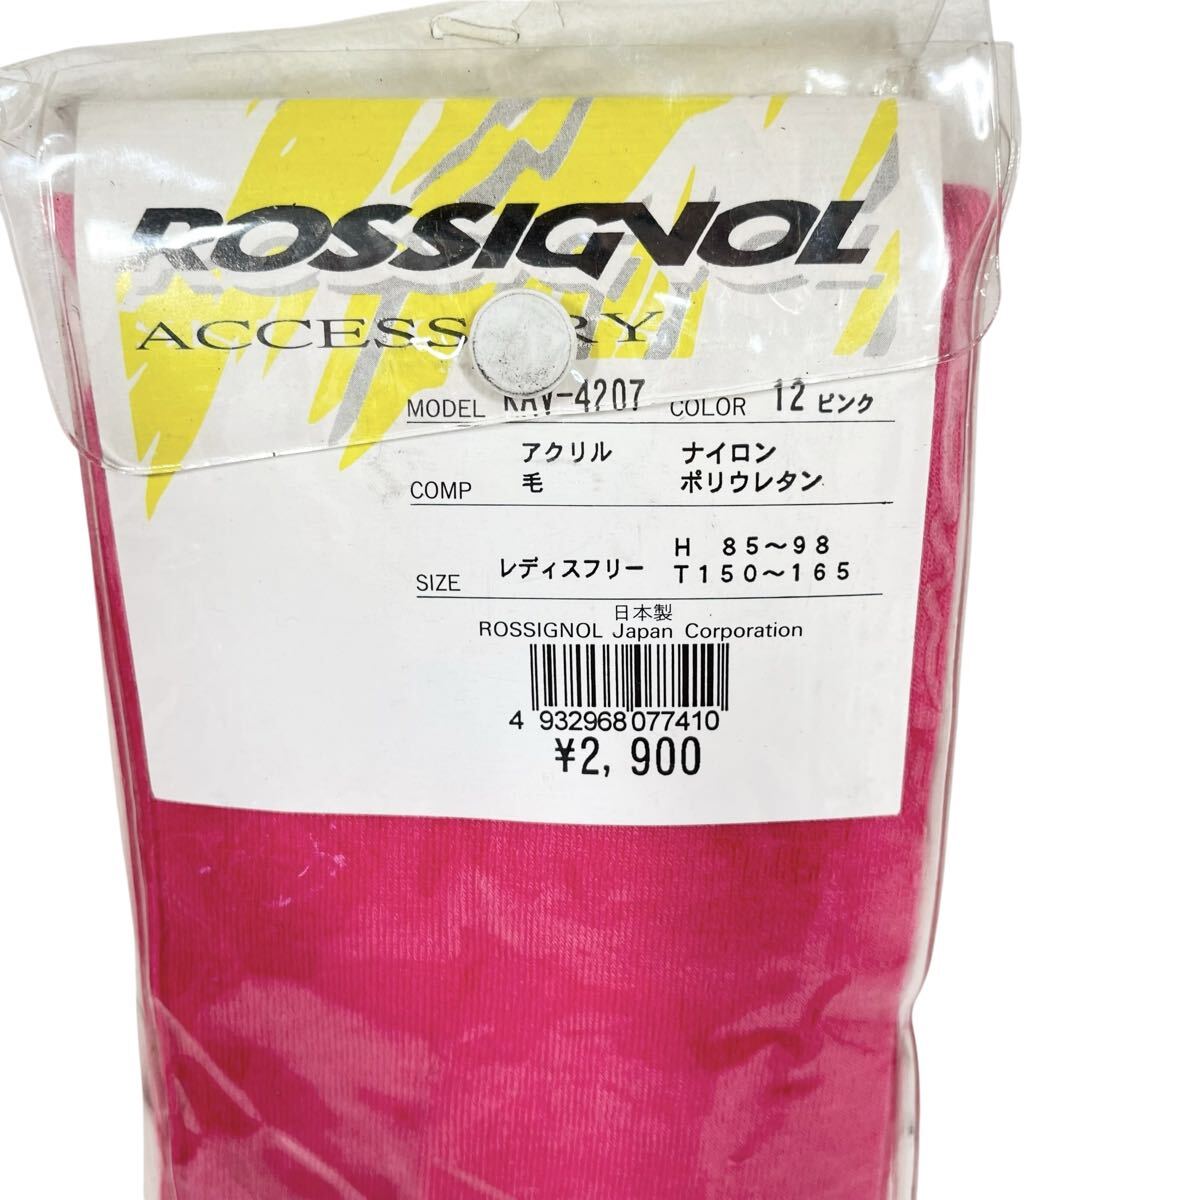 ROSSIGNOL
ACCESSORY
MODEL KAV-4207 COLOR 12 ピンク
アクリル ナイロン
COMP 毛 ポリウレタン
レディスフリー H 85～98
SIZE T150～165
日本製
ROSSIGNOL Japan Corporation
4 932968 077410
¥2,900